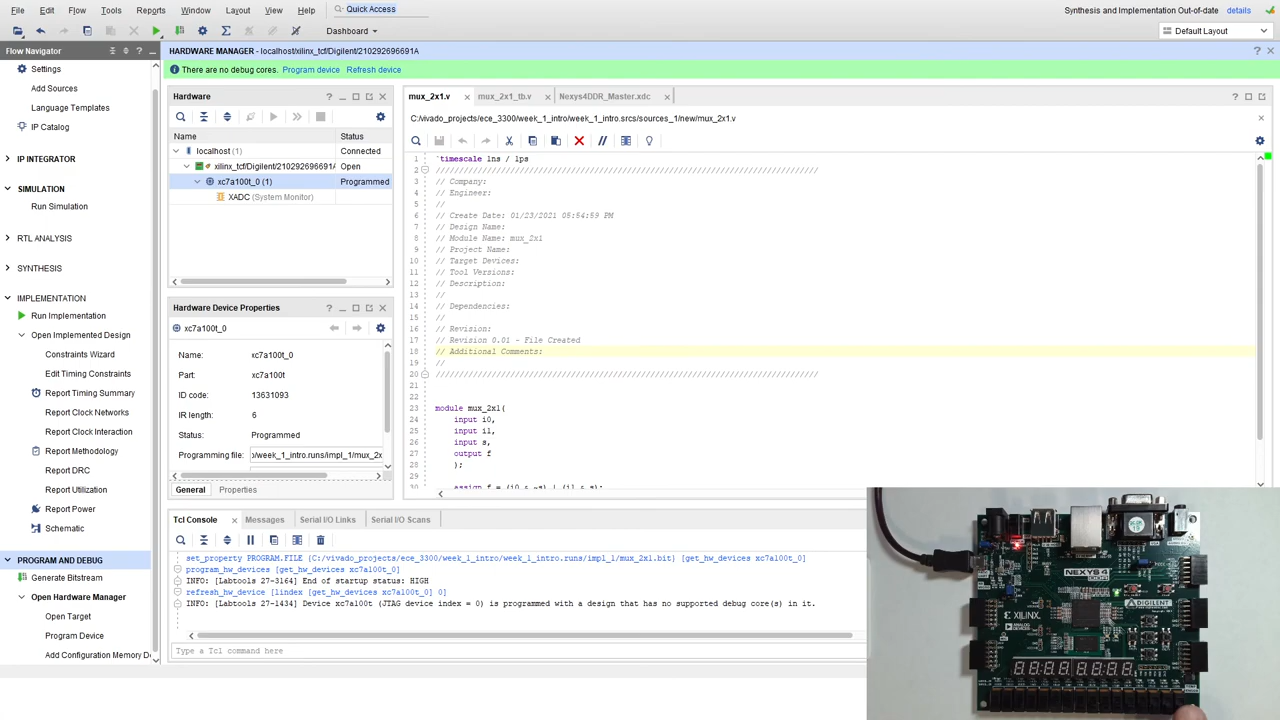 File Edit Flow Tools Reports Window Layout View Help Quick Access
Synthesis and Implementation Out-of-date details
Dashboard
Default Layout
Flow Navigator
Settings
Add Sources
Language Templates
IP Catalog
IP INTEGRATOR
SIMULATION
Run Simulation
RTL ANALYSIS
SYNTHESIS
IMPLEMENTATION
Run Implementation
Open Implemented Design
Constraints Wizard
Edit Timing Constraints
Report Timing Summary
Report Clock Networks
Report Clock Interaction
Report Methodology
Report DRC
Report Utilization
Report Power
Schematic
PROGRAM AND DEBUG
Generate Bitstream
Open Hardware Manager
Open Target
Program Device
Add Configuration Memory De
HARDWARE MANAGER - localhost/xilinx_tcf/Digilent/210292696691A
There are no debug cores. Program device Refresh device
Hardware
Name Status
localhost (1) Connected
xilinx_tcf/Digilent/210292696691A Open
xc7a100t_0 (1) Programmed
XADC (System Monitor)
Hardware Device Properties
xc7a100t_0
Name: xc7a100t_0
Part: xc7a100t
ID code: 13631093
IR length: 6
Status: Programmed
Programming file: :/week_1_intro.runs/impl_1/mux_2x
General Properties
mux_2x1.v mux_2x1_tb.v Nexys4DDR_Master.xdc
C:/vivado_projects/ece_3300/week_1_intro/week_1_intro.srcs/sources_1/new/mux_2x1.v
1 `timescale 1ns / 1ps
2 //////////////////////////////////////////////////////////////////////////////////
3 // Company:
4 // Engineer:
5 //
6 // Create Date: 01/23/2021 05:54:59 PM
7 // Design Name:
8 // Module Name: mux_2x1
9 // Project Name:
10 // Target Devices:
11 // Tool Versions:
12 // Description:
13 //
14 // Dependencies:
15 //
16 // Revision:
17 // Revision 0.01 - File Created
18 // Additional Comments:
19 //
20 //////////////////////////////////////////////////////////////////////////////////
21
22
23 module mux_2x1(
24 input i0,
25 input i1,
26 input s,
27 output f
28 );
29
30 assign f = (i0 & ~s) | (i1 & s);
Tcl Console Messages Serial I/O Links Serial I/O Scans
set_property PROGRAM.FILE {C:/vivado_projects/ece_3300/week_1_intro/week_1_intro.runs/impl_1/mux_2x1.bit} [get_hw_devices xc7a100t_0]
program_hw_devices [get_hw_devices xc7a100t_0]
INFO: [Labtools 27-3164] End of startup status: HIGH
refresh_hw_device [lindex [get_hw_devices xc7a100t_0] 0]
INFO: [Labtools 27-1434] Device xc7a100t (JTAG device index = 0) is programmed with a design that has no supported debug core(s) in it.
Type a Tcl command here
NEXYS 4
DDR
DIGILENT
XILINX
ANALOG DEVICES